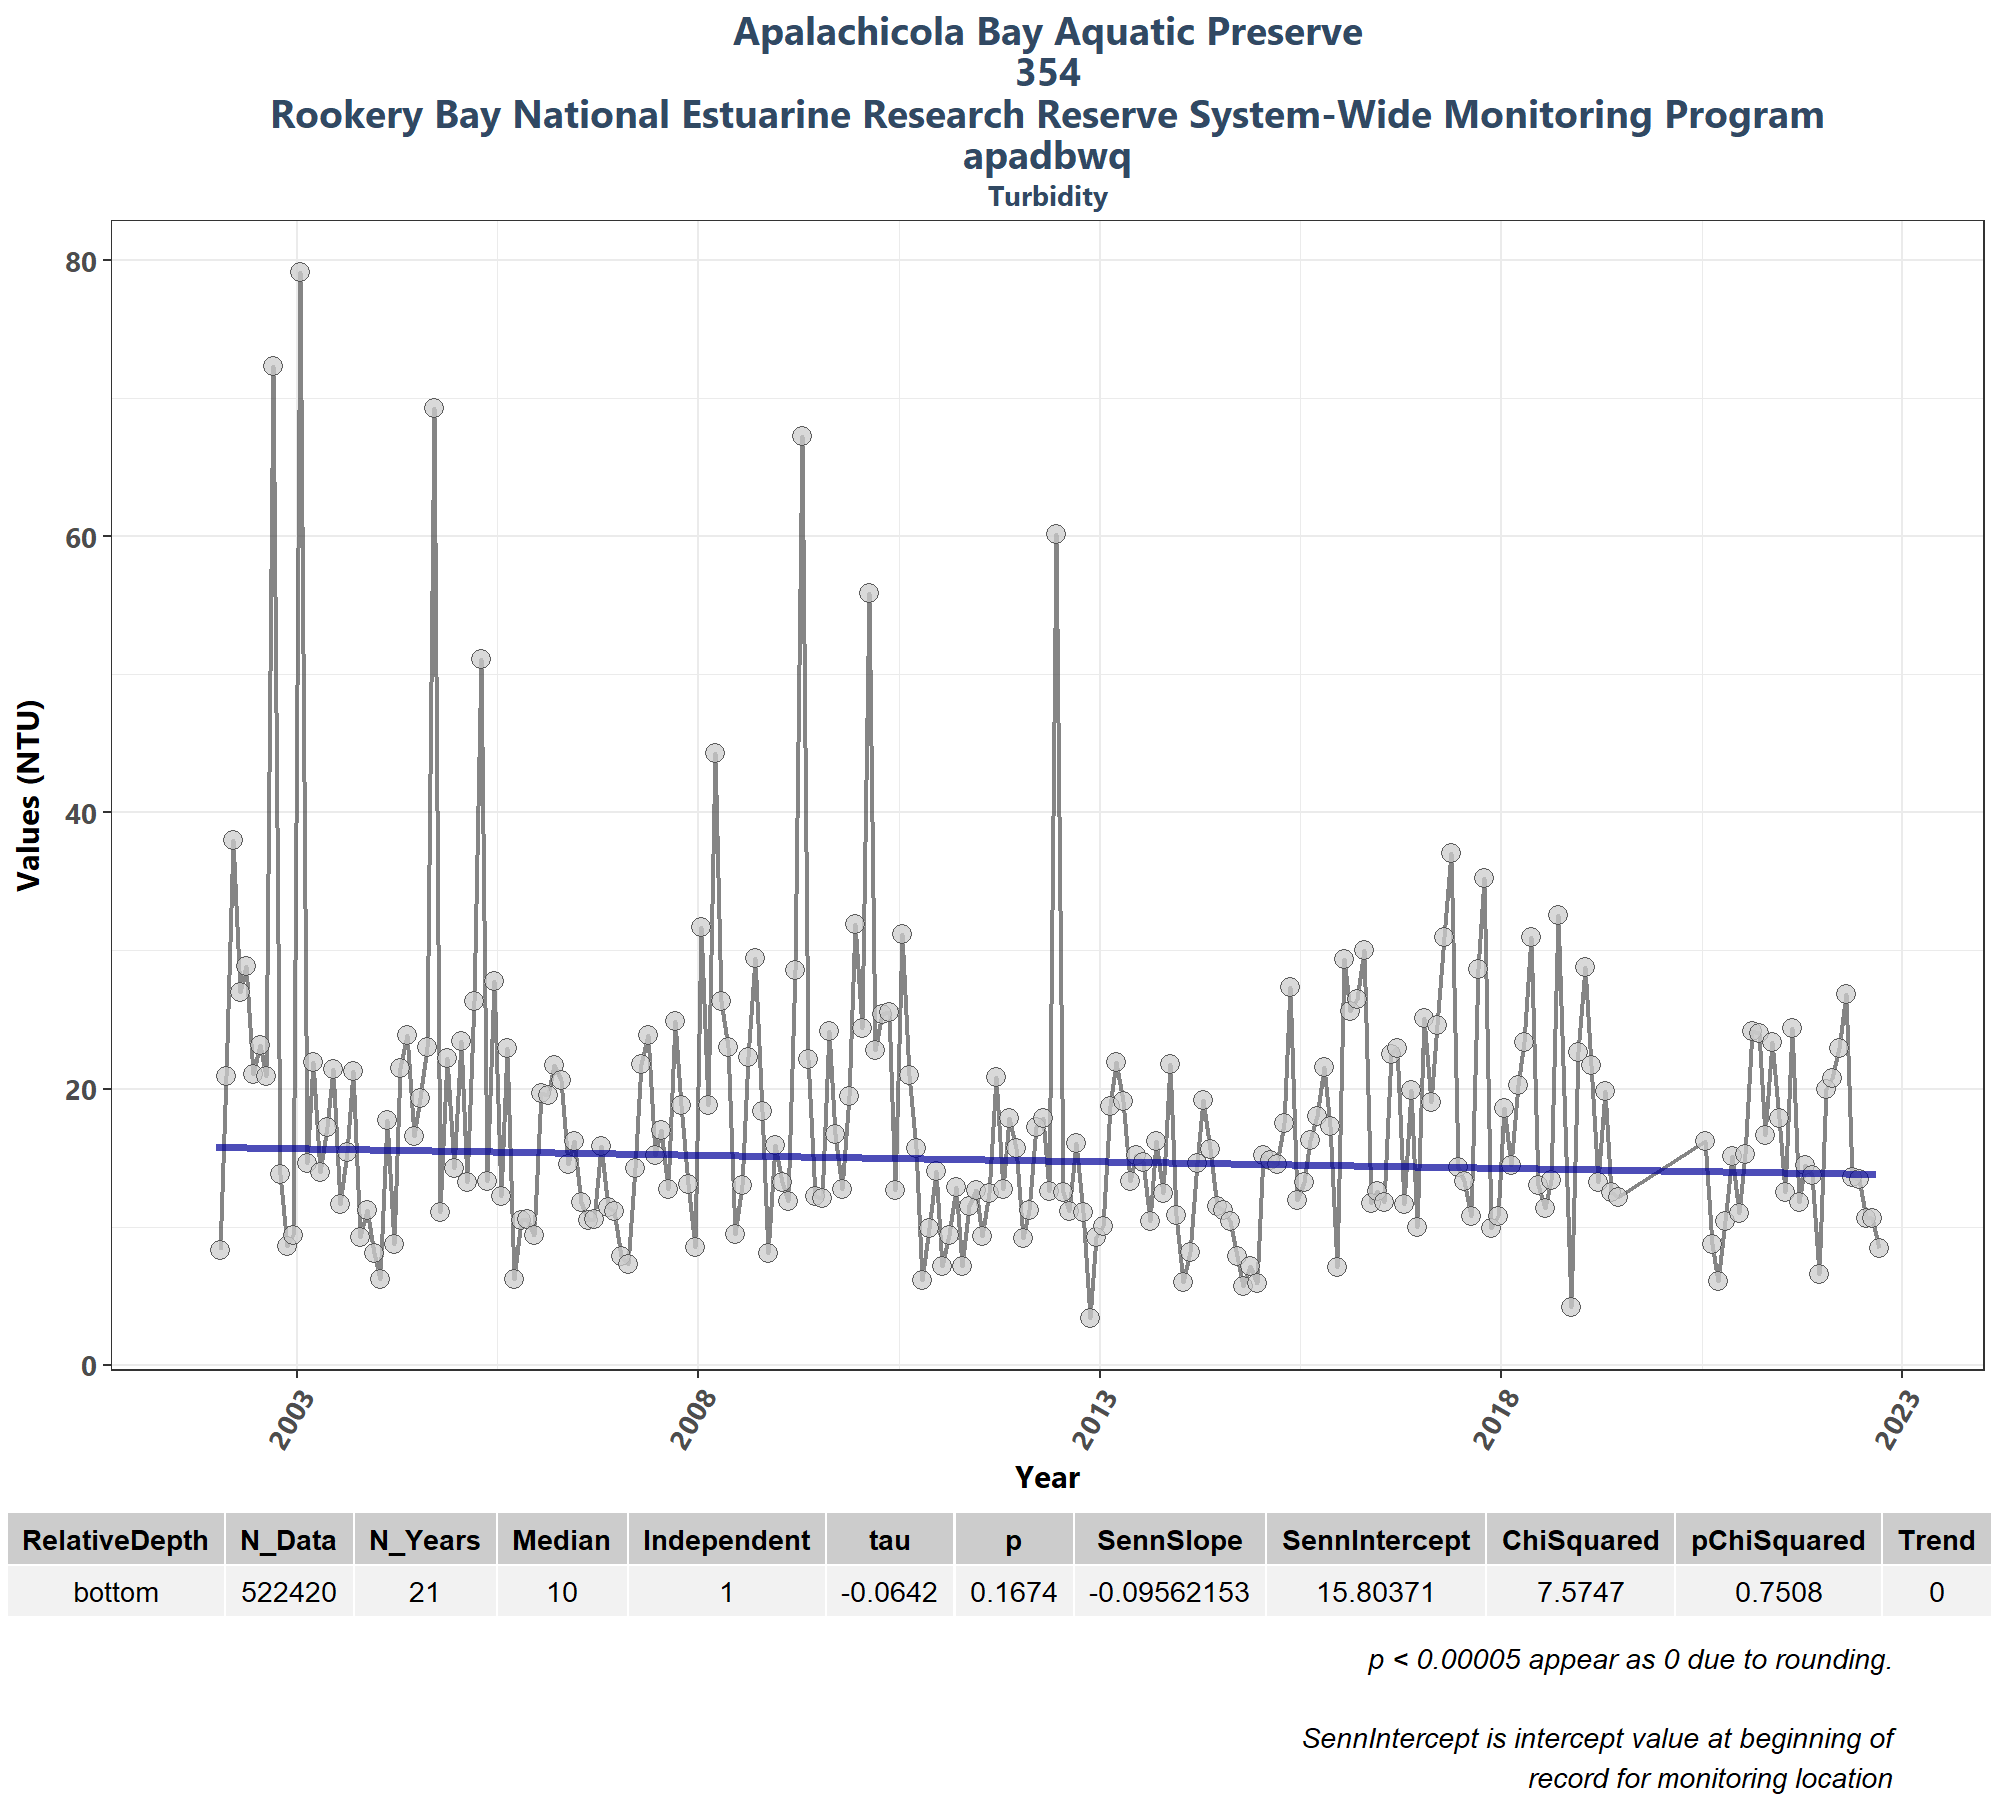 Apalachicola Bay Aquatic Preserve
354
Rookery Bay National Estuarine Research Reserve System-Wide Monitoring Program
apadbwq
Turbidity
Values (NTU)
80
60
40
20
0
2003 2008 2013 2018 2023
Year
RelativeDepth N_Data N_Years Median Independent tau p SennSlope SennIntercept ChiSquared pChiSquared Trend
bottom 522420 21 10 1 -0.0642 0.1674 -0.09562153 15.80371 7.5747 0.7508 0
p < 0.00005 appear as 0 due to rounding.
SennIntercept is intercept value at beginning of
record for monitoring location